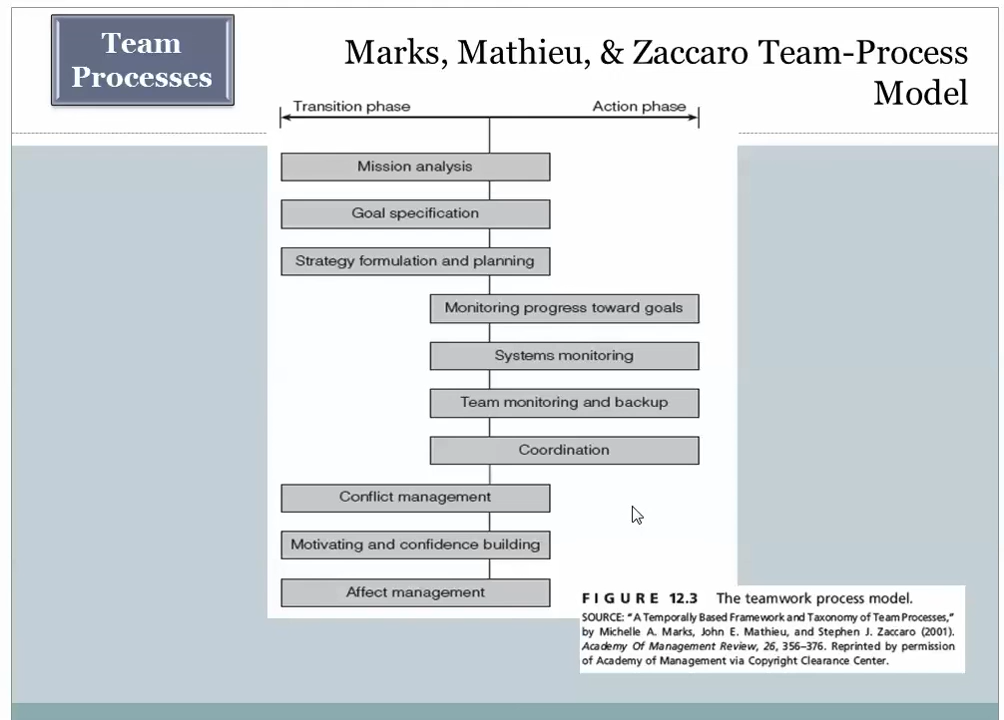 Team
Processes
Marks, Mathieu, & Zaccaro Team-Process
Model
Transition phase
Action phase
Mission analysis
Goal specification
Strategy formulation and planning
Monitoring progress toward goals
Systems monitoring
Team monitoring and backup
Coordination
Conflict management
Motivating and confidence building
Affect management
FIGURE 12.3 The teamwork process model.
SOURCE: "A Temporally Based Framework and Taxonomy of Team Processes,"
by Michelle A. Marks, John E. Mathieu, and Stephen J. Zaccaro (2001).
Academy Of Management Review, 26, 356–376. Reprinted by permission
of Academy of Management via Copyright Clearance Center.